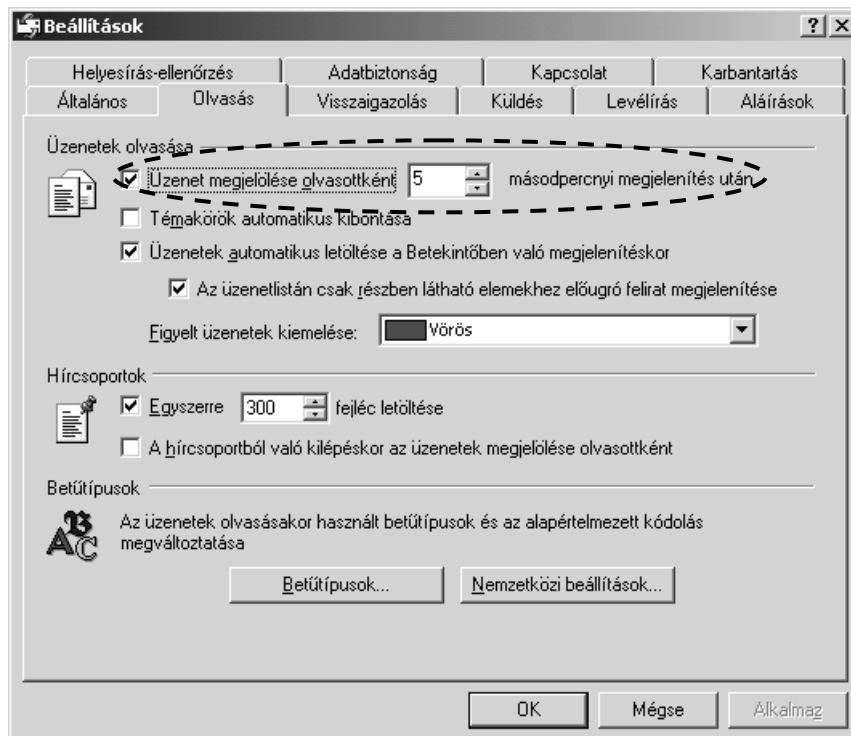 Beállítások
Helyesírás-ellenőrzés Adatbiztonság Kapcsolat Karbantartás
Általános Olvasás Visszaigazolás Küldés Levélírás Aláírások
Üzenetek olvasása
Üzenet megjelölése olvasottként 5 másodpercnyi megjelenítés után
Témakörök automatikus kibontása
Üzenetek automatikus letöltése a Betekintőben való megjelenítéskor
Az üzenetlistán csak részben látható elemekhez előugró felirat megjelenítése
Figyelt üzenetek kiemelése: Vörös
Hírcsoportok
Egyszerre 300 fejléc letöltése
A hírcsoportból való kilépéskor az üzenetek megjelölése olvasottként
Betűtípusok
Az üzenetek olvasásakor használt betűtípusok és az alapértelmezett kódolás
megváltoztatása
Betűtípusok... Nemzetközi beállítások...
OK Mégse Alkalmaz